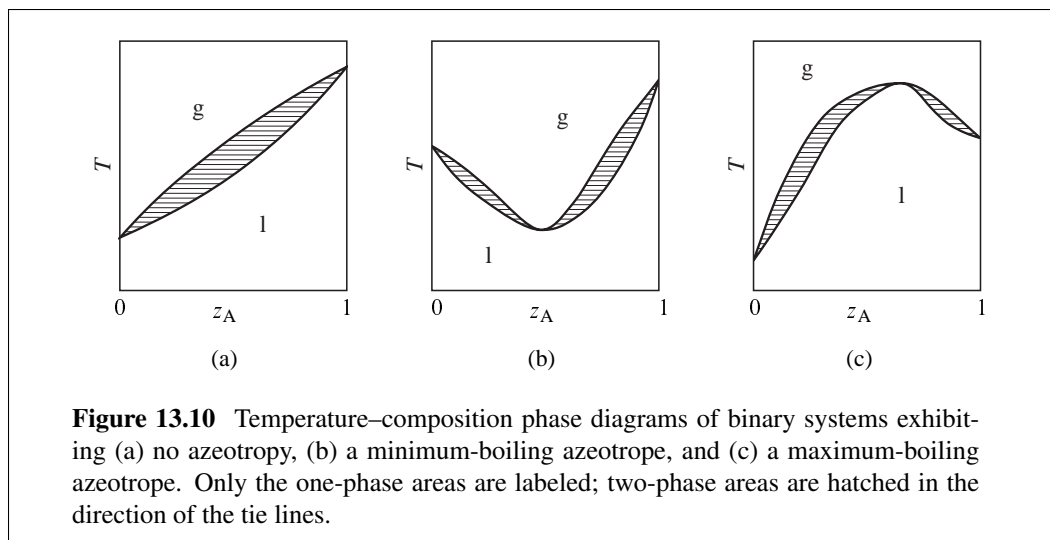 g
l
T
0
z_A
1
(a)
g
l
T
0
z_A
1
(b)
g
l
T
0
z_A
1
(c)
Figure 13.10 Temperature–composition phase diagrams of binary systems exhibit-
ing (a) no azeotropy, (b) a minimum-boiling azeotrope, and (c) a maximum-boiling
azeotrope. Only the one-phase areas are labeled; two-phase areas are hatched in the
direction of the tie lines.